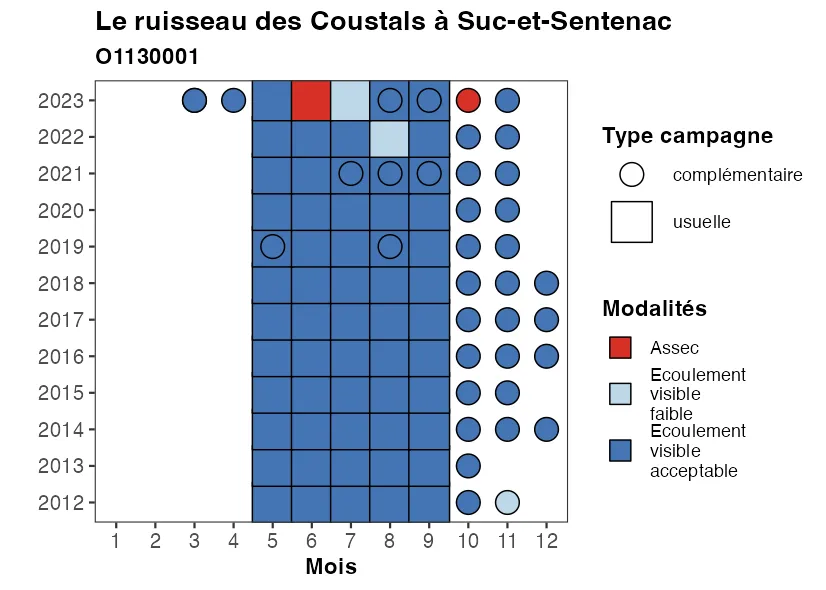 Le ruisseau des Coustals à Suc-et-Sentenac
O1130001
2023
2022
2021
2020
2019
2018
2017
2016
2015
2014
2013
2012
1 2 3 4 5 6 7 8 9 10 11 12
Mois
Type campagne
complémentaire
usuelle
Modalités
Assec
Ecoulement
visible
faible
Ecoulement
visible
acceptable